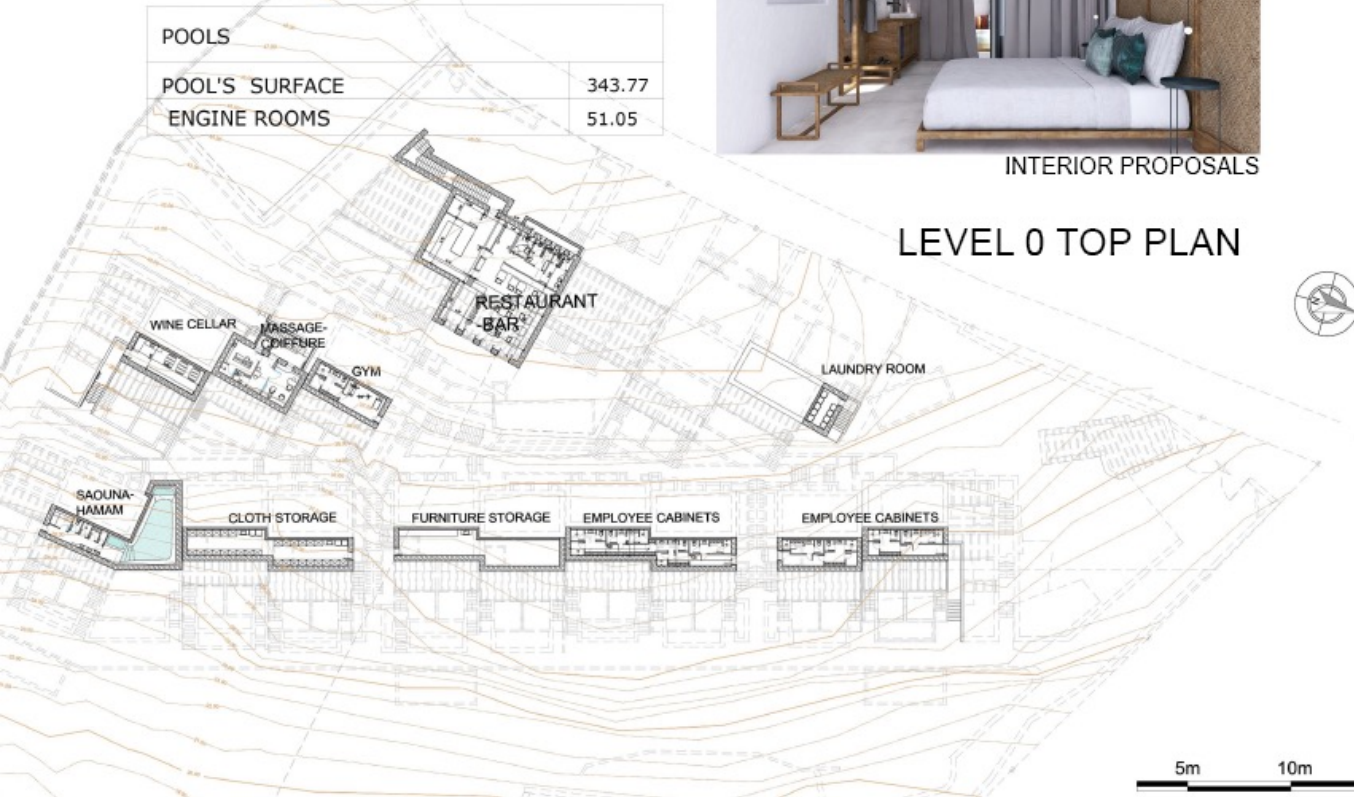 POOLS
POOL'S SURFACE 343.77
ENGINE ROOMS 51.05
INTERIOR PROPOSALS
LEVEL 0 TOP PLAN
N
RESTAURANT
-BAR
WINE CELLAR
MASSAGE-
COIFFURE
GYM
LAUNDRY ROOM
SAOUNA-
HAMAM
CLOTH STORAGE
FURNITURE STORAGE
EMPLOYEE CABINETS
EMPLOYEE CABINETS
5m 10m